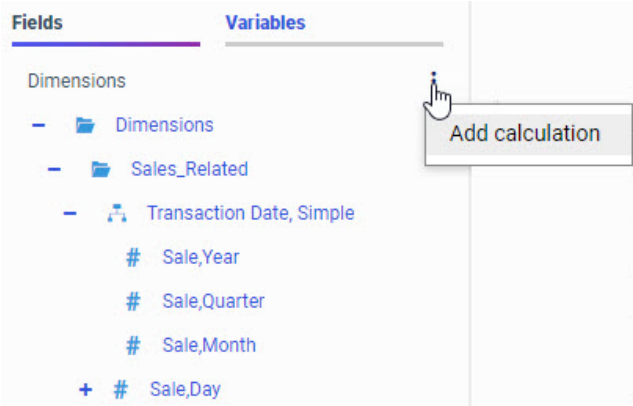 Fields Variables
Dimensions
Add calculation
Dimensions
Sales_Related
Transaction Date, Simple
# Sale,Year
# Sale,Quarter
# Sale,Month
+ # Sale,Day